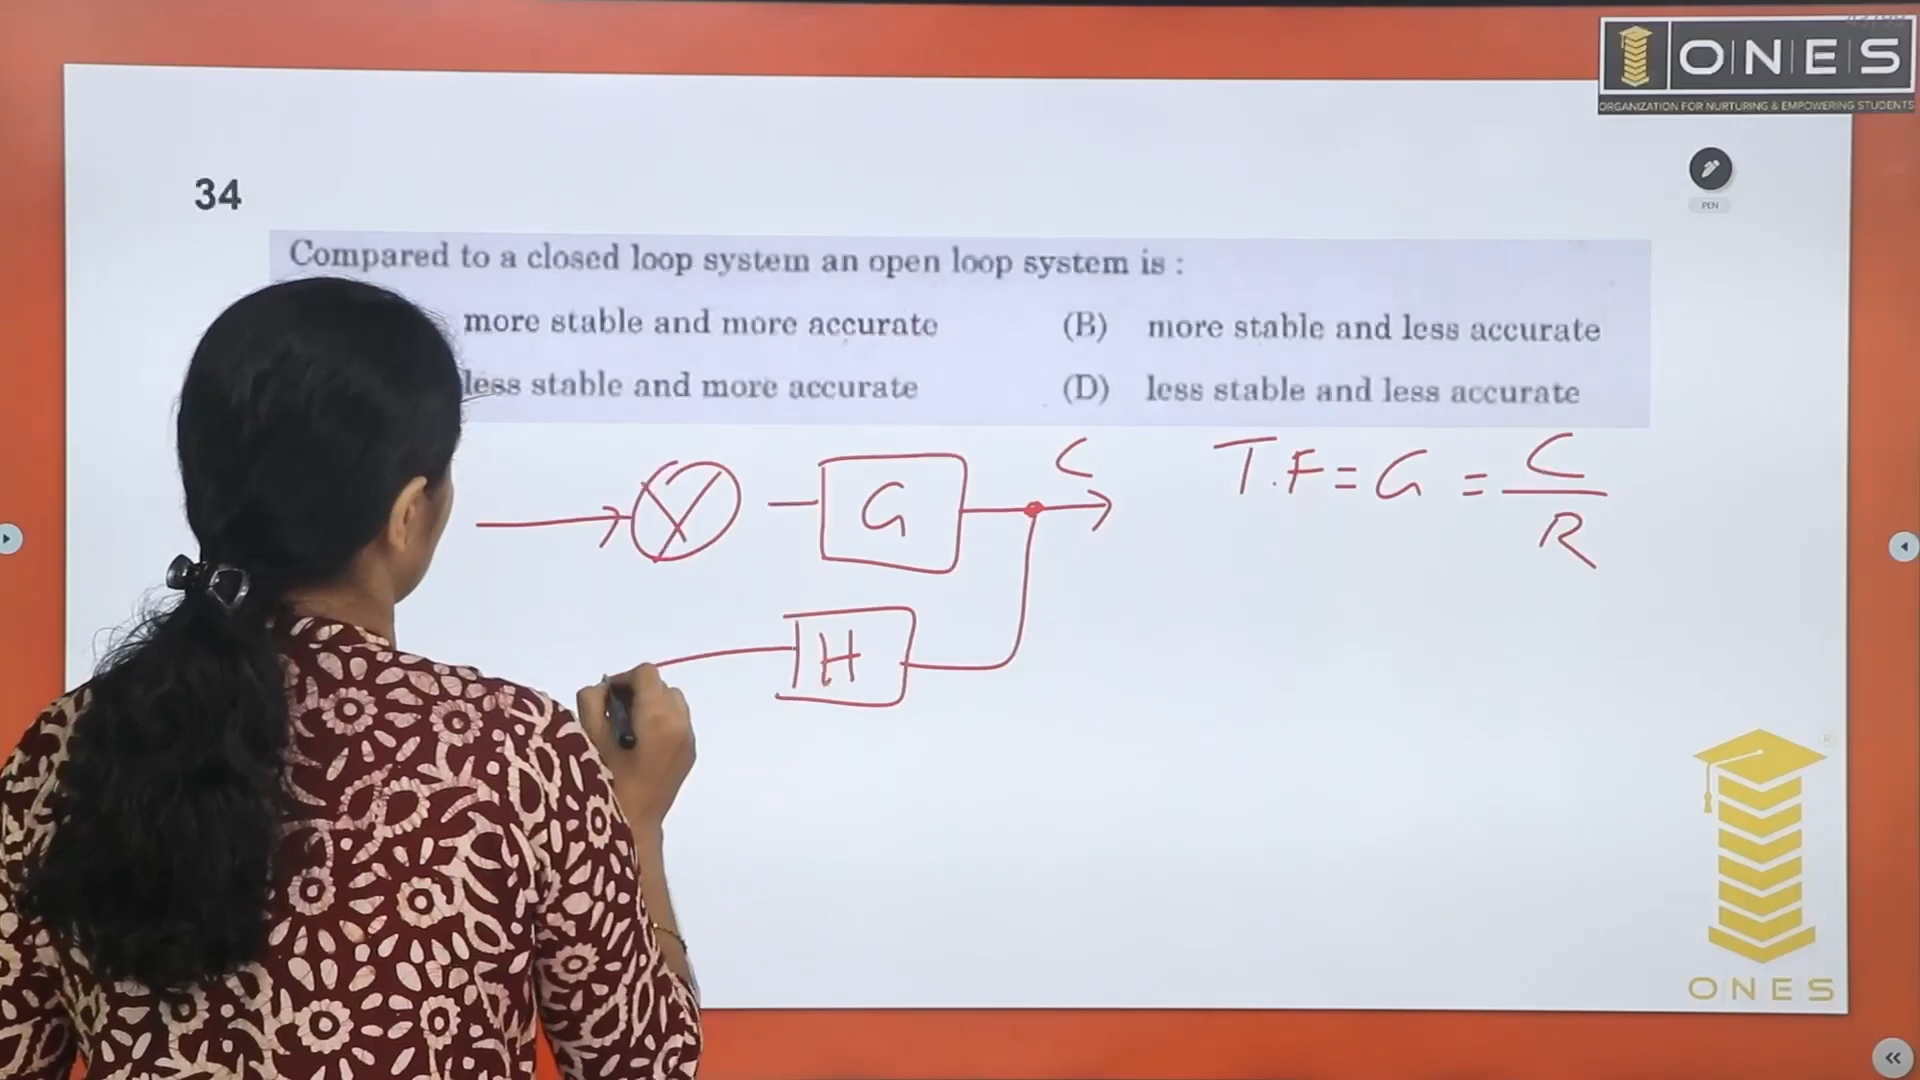 O|N|E|S
ORGANIZATION FOR NURTURING & EMPOWERING STUDENTS
PEN
34
Compared to a closed loop system an open loop system is :
more stable and more accurate (B) more stable and less accurate
less stable and more accurate (D) less stable and less accurate
C
G
T.F = G = C/R
H
ONES